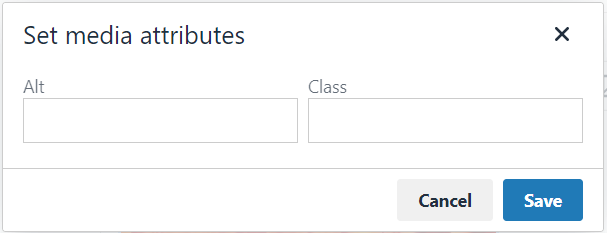 Set media attributes
Alt Class
Cancel Save